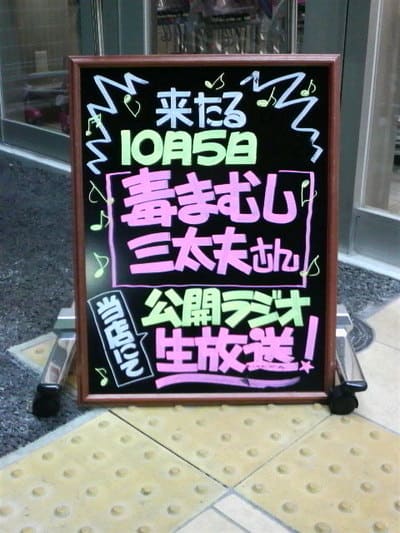 来たる
10月5日
毒まむし
三太夫さん
当店にて
公開ラジオ
生放送!